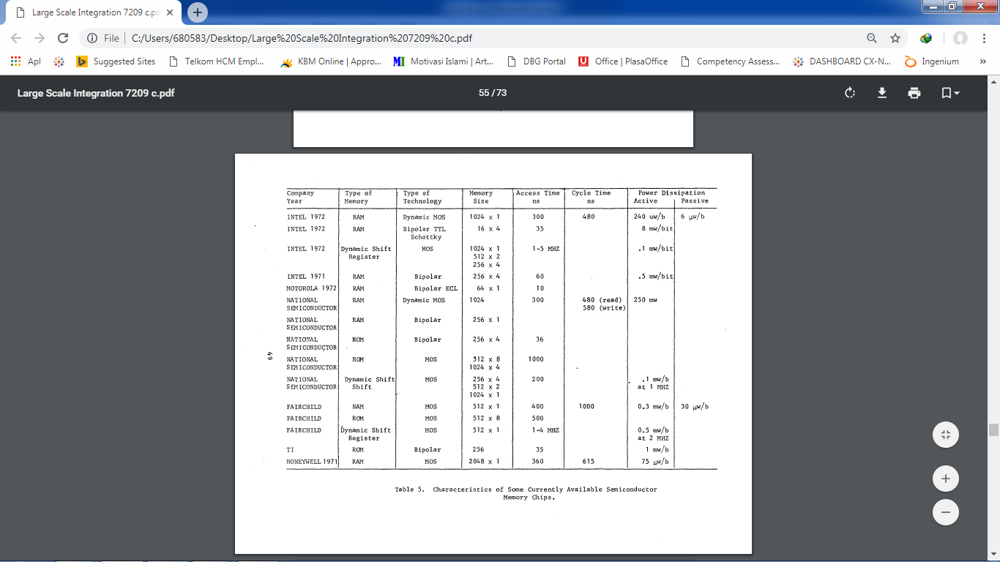 Large Scale Integration 7209 c.pc
File C:/Users/680583/Desktop/Large%20Scale%20Integration%207209%20c.pdf
Apl Suggested Sites Telkom HCM Empl... KBM Online | Appro... Motivasi Islami | Art... DBG Portal Office | PlasaOffice Competency Assess... DASHBOARD CX-N... Ingenium »
Large Scale Integration 7209 c.pdf 55 / 73
Company Type of Type of Memory Access Time Cycle Time Power Dissipation
Year Memory Technology Size ns ns Active Passive
INTEL 1972 RAM Dynamic MOS 1024 x 1 300 480 240 uw/b 6 μw/b
INTEL 1972 RAM Bipolar TTL 16 x 4 35 8 mw/bit
Schottky
INTEL 1972 Dynamic Shift MOS 1024 x 1 1-5 MHZ .1 mw/bit
Register 512 x 2
256 x 4
INTEL 1971 RAM Bipolar 256 x 4 60 .5 mw/bit
MOTOROLA 1972 RAM Bipolar ECL 64 x 1 10
NATIONAL RAM Dynamic MOS 1024 300 480 (read) 250 mw
SEMICONDUCTOR 580 (write)
NATIONAL RAM Bipolar 256 x 1
SEMICONDUCTOR
NATIONAL ROM Bipolar 256 x 4 36
SEMICONDUCTOR
NATIONAL ROM MOS 512 x 8 1000
SEMICONDUCTOR 1024 x 4
NATIONAL Dynamic Shift MOS 256 x 4 200 .1 mw/b
SEMICONDUCTOR Shift 512 x 2 at 1 MHZ
1024 x 1
FAIRCHILD RAM MOS 512 x 1 400 1000 0.3 mw/b 30 μw/b
FAIRCHILD ROM MOS 512 x 8 500
FAIRCHILD Dynamic Shift MOS 512 x 1 1-4 MHZ 0.5 mw/b
Register at 2 MHZ
TI ROM Bipolar 256 35 1 mw/b
HONEYWELL 1971 RAM MOS 2048 x 1 360 615 75 μw/b
49
Table 5. Characteristics of Some Currently Available Semiconductor
Memory Chips.